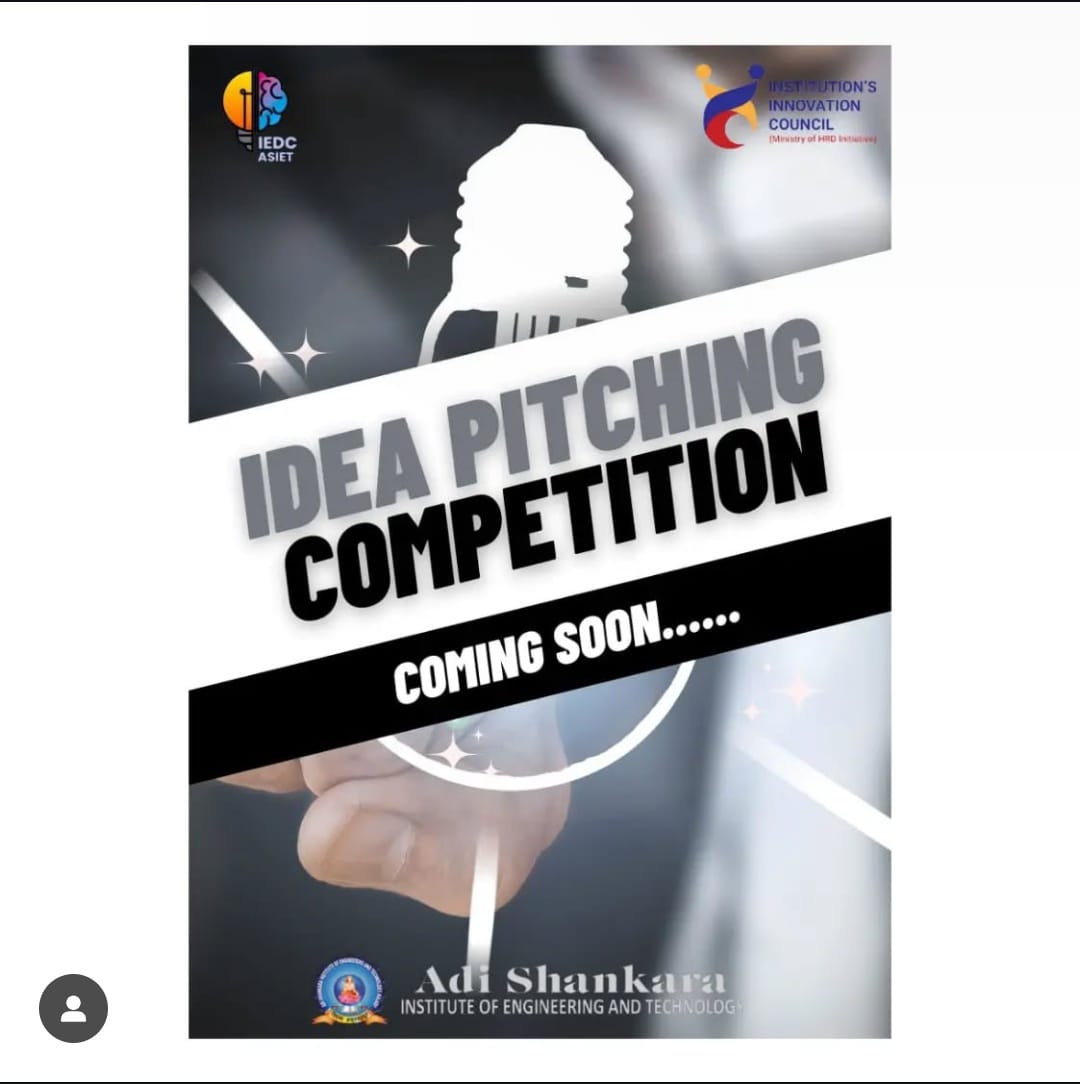 IEDC
ASIET
INSTITUTION'S
INNOVATION
COUNCIL
(Ministry of HRD Initiative)
IDEA PITCHING
COMPETITION
COMING SOON......
Adi Shankara
INSTITUTE OF ENGINEERING AND TECHNOLOGY